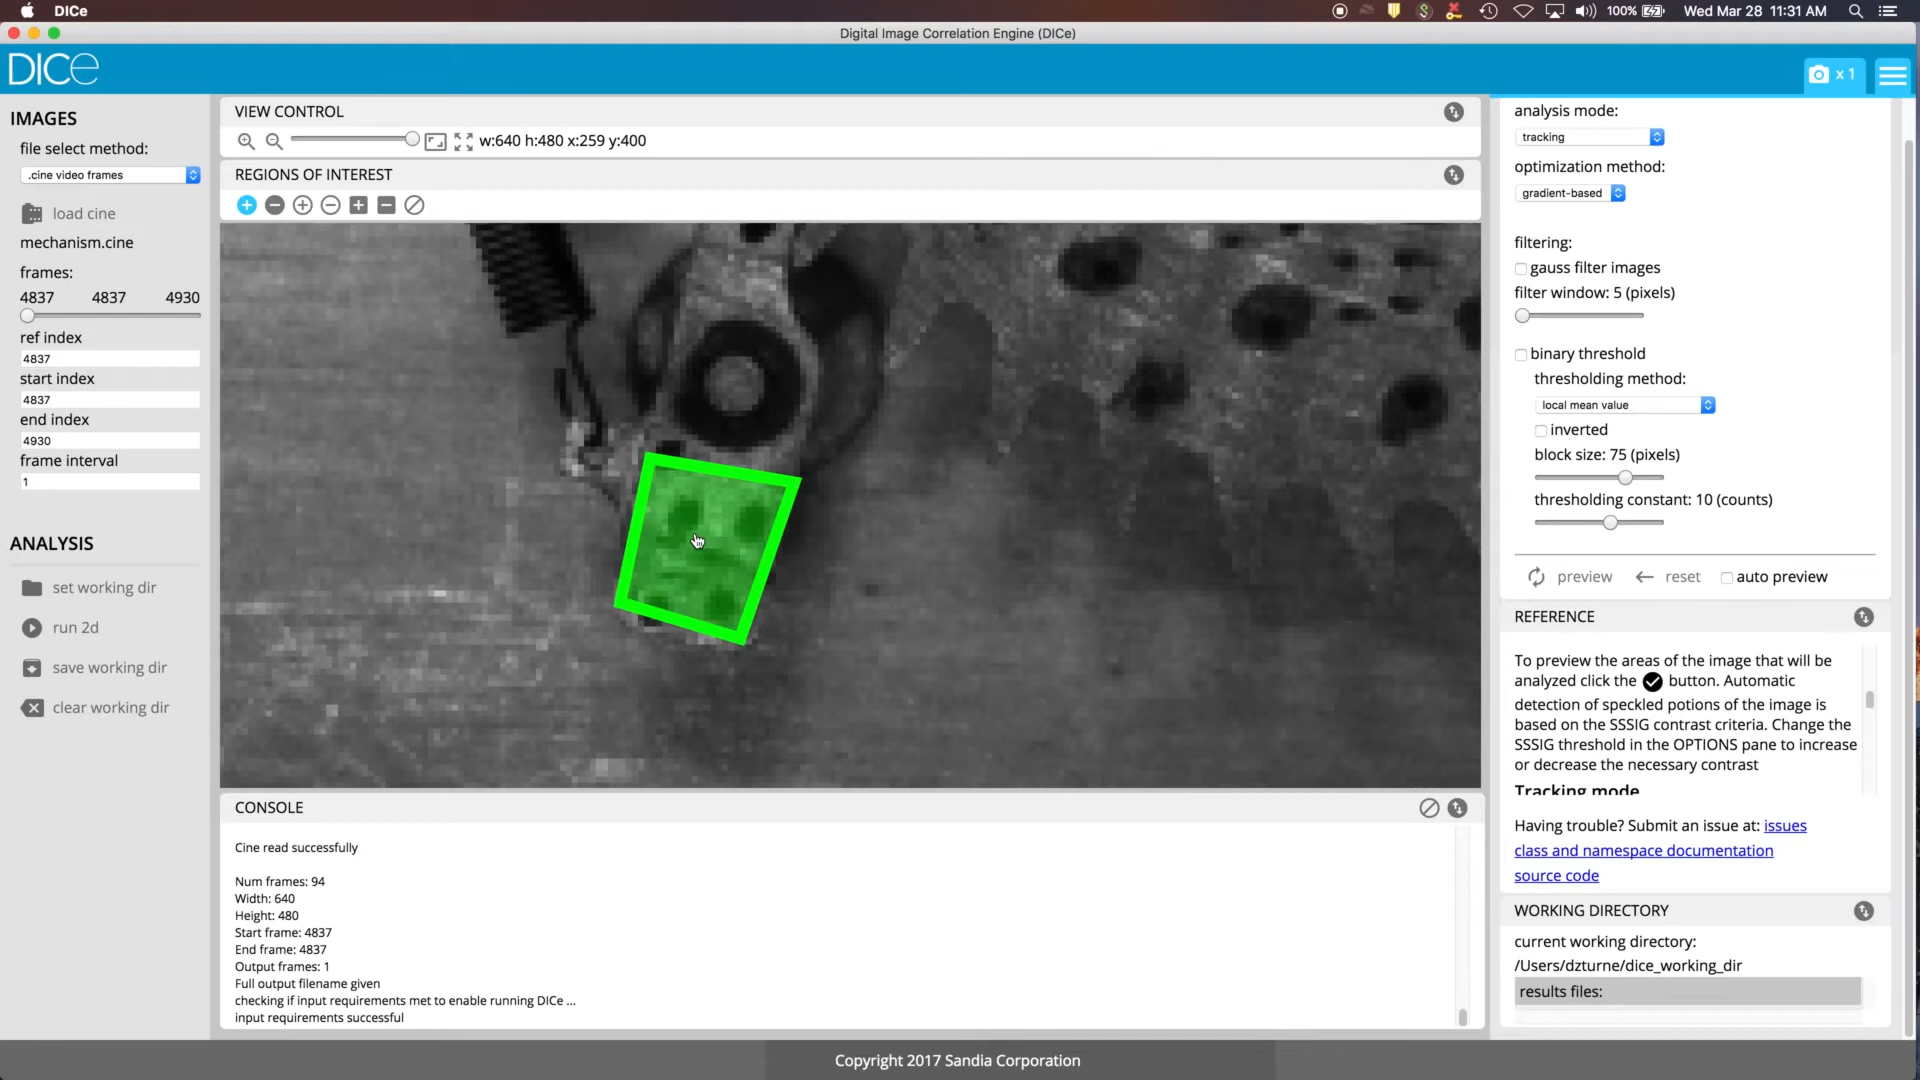 DICe
100%
Wed Mar 28 11:31 AM
Digital Image Correlation Engine (DICe)
DICe
x 1
IMAGES
file select method:
.cine video frames
load cine
mechanism.cine
frames:
4837 4837 4930
ref index
4837
start index
4837
end index
4930
frame interval
1
ANALYSIS
set working dir
run 2d
save working dir
clear working dir
VIEW CONTROL
w:640 h:480 x:259 y:400
REGIONS OF INTEREST
CONSOLE
Cine read successfully
Num frames: 94
Width: 640
Height: 480
Start frame: 4837
End frame: 4837
Output frames: 1
Full output filename given
checking if input requirements met to enable running DICe ...
input requirements successful
analysis mode:
tracking
optimization method:
gradient-based
filtering:
gauss filter images
filter window: 5 (pixels)
binary threshold
thresholding method:
local mean value
inverted
block size: 75 (pixels)
thresholding constant: 10 (counts)
preview
reset
auto preview
REFERENCE
To preview the areas of the image that will be
analyzed click the button. Automatic
detection of speckled potions of the image is
based on the SSSIG contrast criteria. Change the
SSSIG threshold in the OPTIONS pane to increase
or decrease the necessary contrast
Tracking mode
Having trouble? Submit an issue at: issues
class and namespace documentation
source code
WORKING DIRECTORY
current working directory:
/Users/dzturne/dice_working_dir
results files:
Copyright 2017 Sandia Corporation